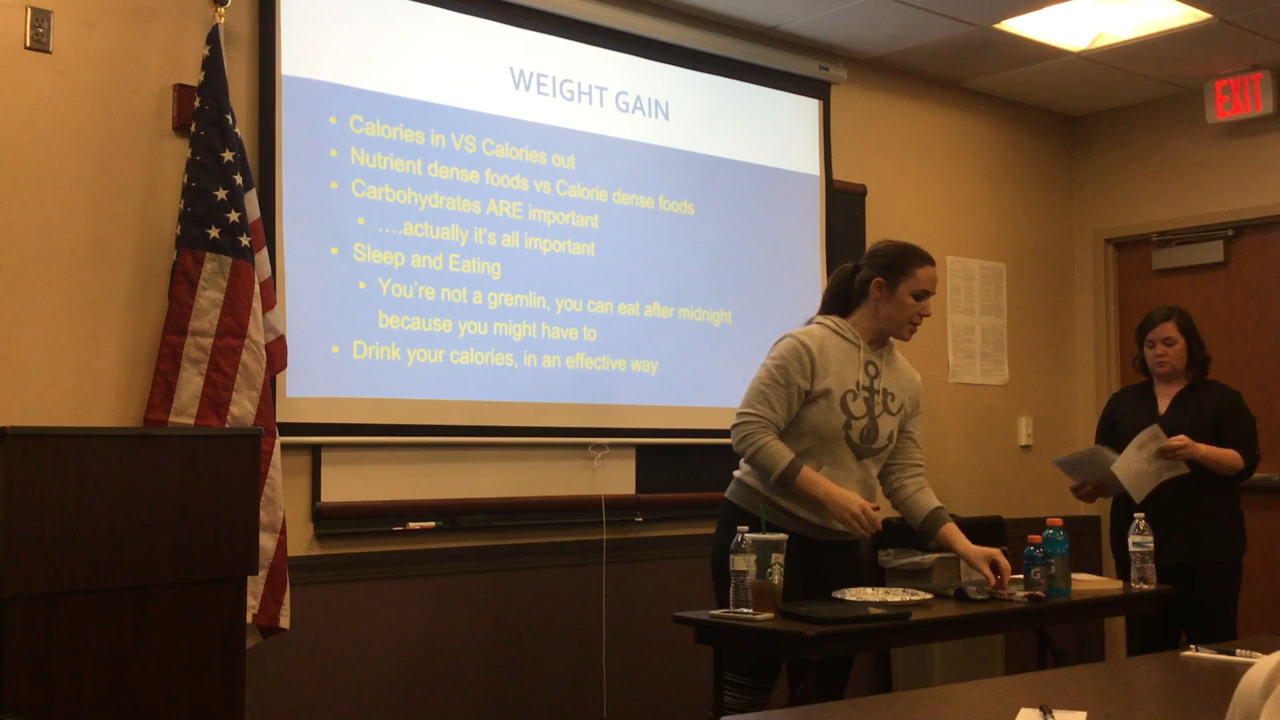 WEIGHT GAIN
Calories in VS Calories out
Nutrient dense foods vs Calorie dense foods
Carbohydrates ARE important
....actually it's all important
Sleep and Eating
You're not a gremlin, you can eat after midnight
because you might have to
Drink your calories, in an effective way
EXIT
CFC